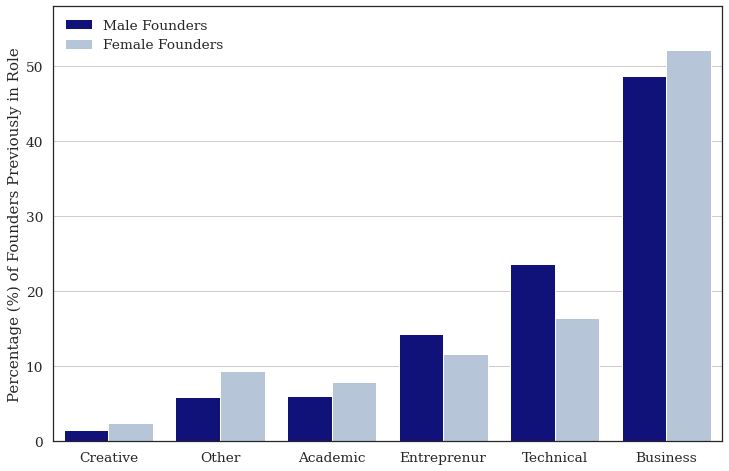 Male Founders
Female Founders
Percentage (%) of Founders Previously in Role
50
40
30
20
10
0
Creative Other Academic Entreprenur Technical Business